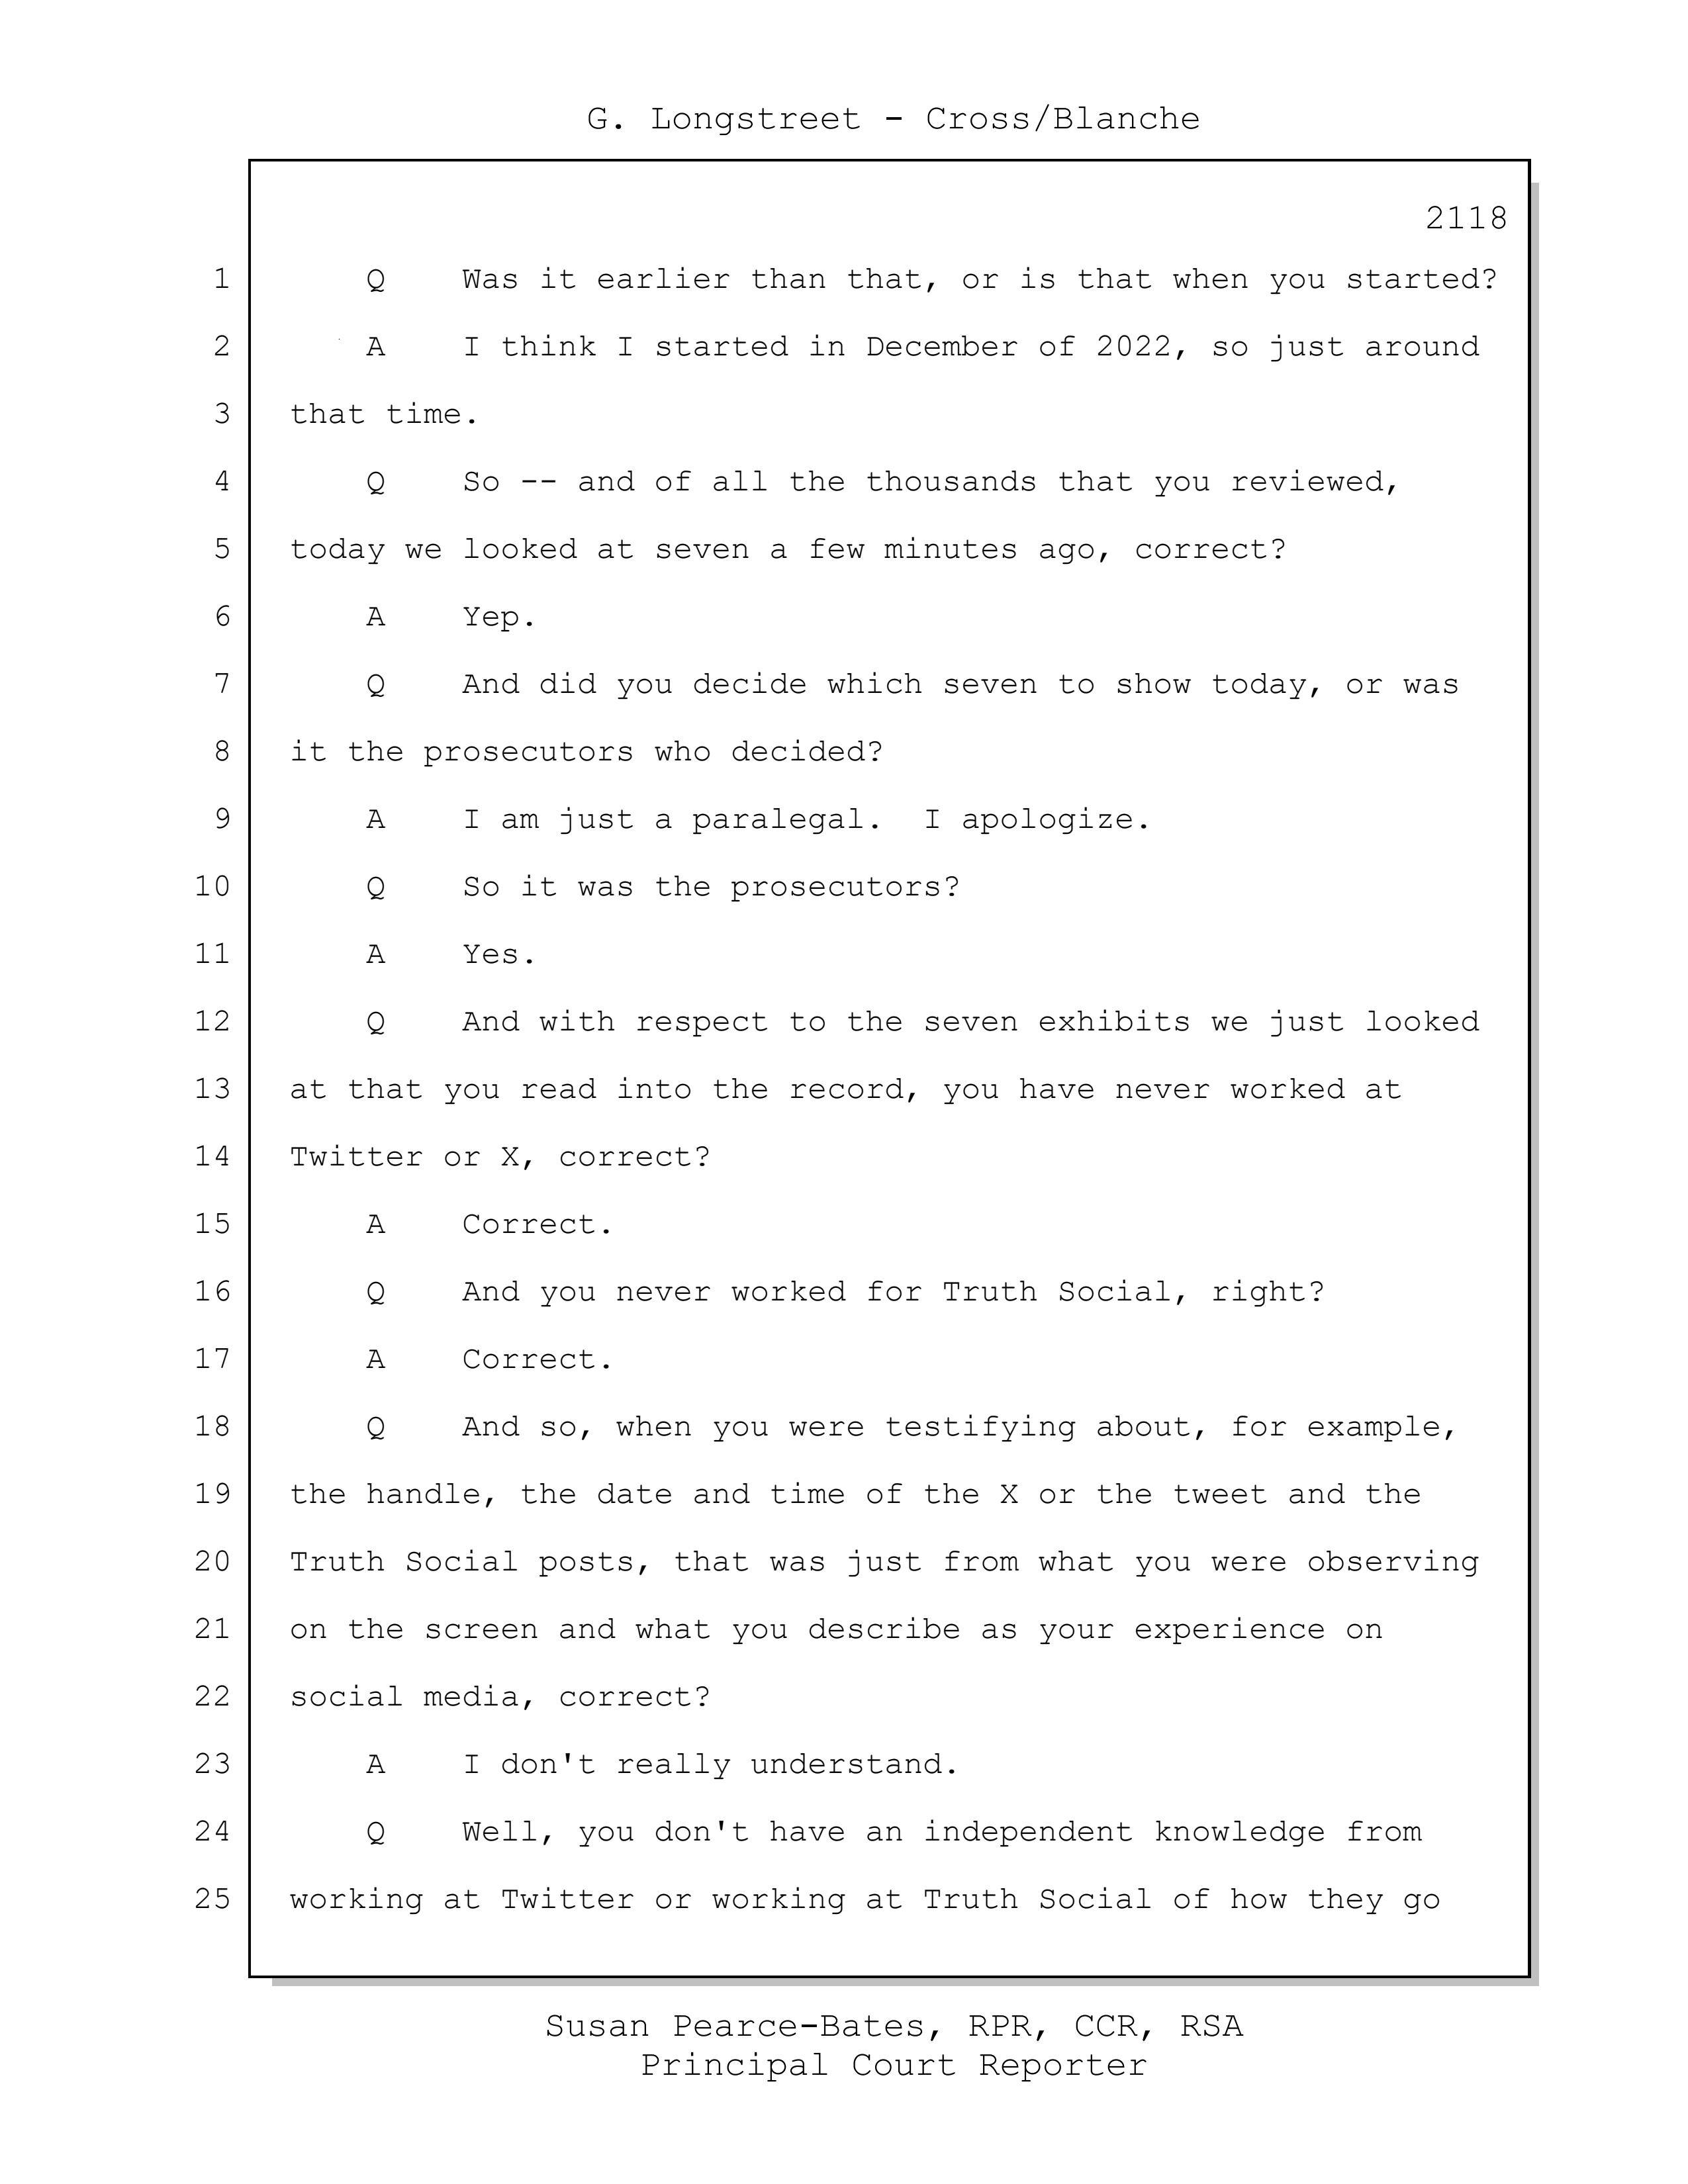 G. Longstreet - Cross/Blanche
2118
1 Q Was it earlier than that, or is that when you started?
2 A I think I started in December of 2022, so just around
3 that time.
4 Q So -- and of all the thousands that you reviewed,
5 today we looked at seven a few minutes ago, correct?
6 A Yep.
7 Q And did you decide which seven to show today, or was
8 it the prosecutors who decided?
9 A I am just a paralegal.  I apologize.
10 Q So it was the prosecutors?
11 A Yes.
12 Q And with respect to the seven exhibits we just looked
13 at that you read into the record, you have never worked at
14 Twitter or X, correct?
15 A Correct.
16 Q And you never worked for Truth Social, right?
17 A Correct.
18 Q And so, when you were testifying about, for example,
19 the handle, the date and time of the X or the tweet and the
20 Truth Social posts, that was just from what you were observing
21 on the screen and what you describe as your experience on
22 social media, correct?
23 A I don't really understand.
24 Q Well, you don't have an independent knowledge from
25 working at Twitter or working at Truth Social of how they go
Susan Pearce-Bates, RPR, CCR, RSA
Principal Court Reporter